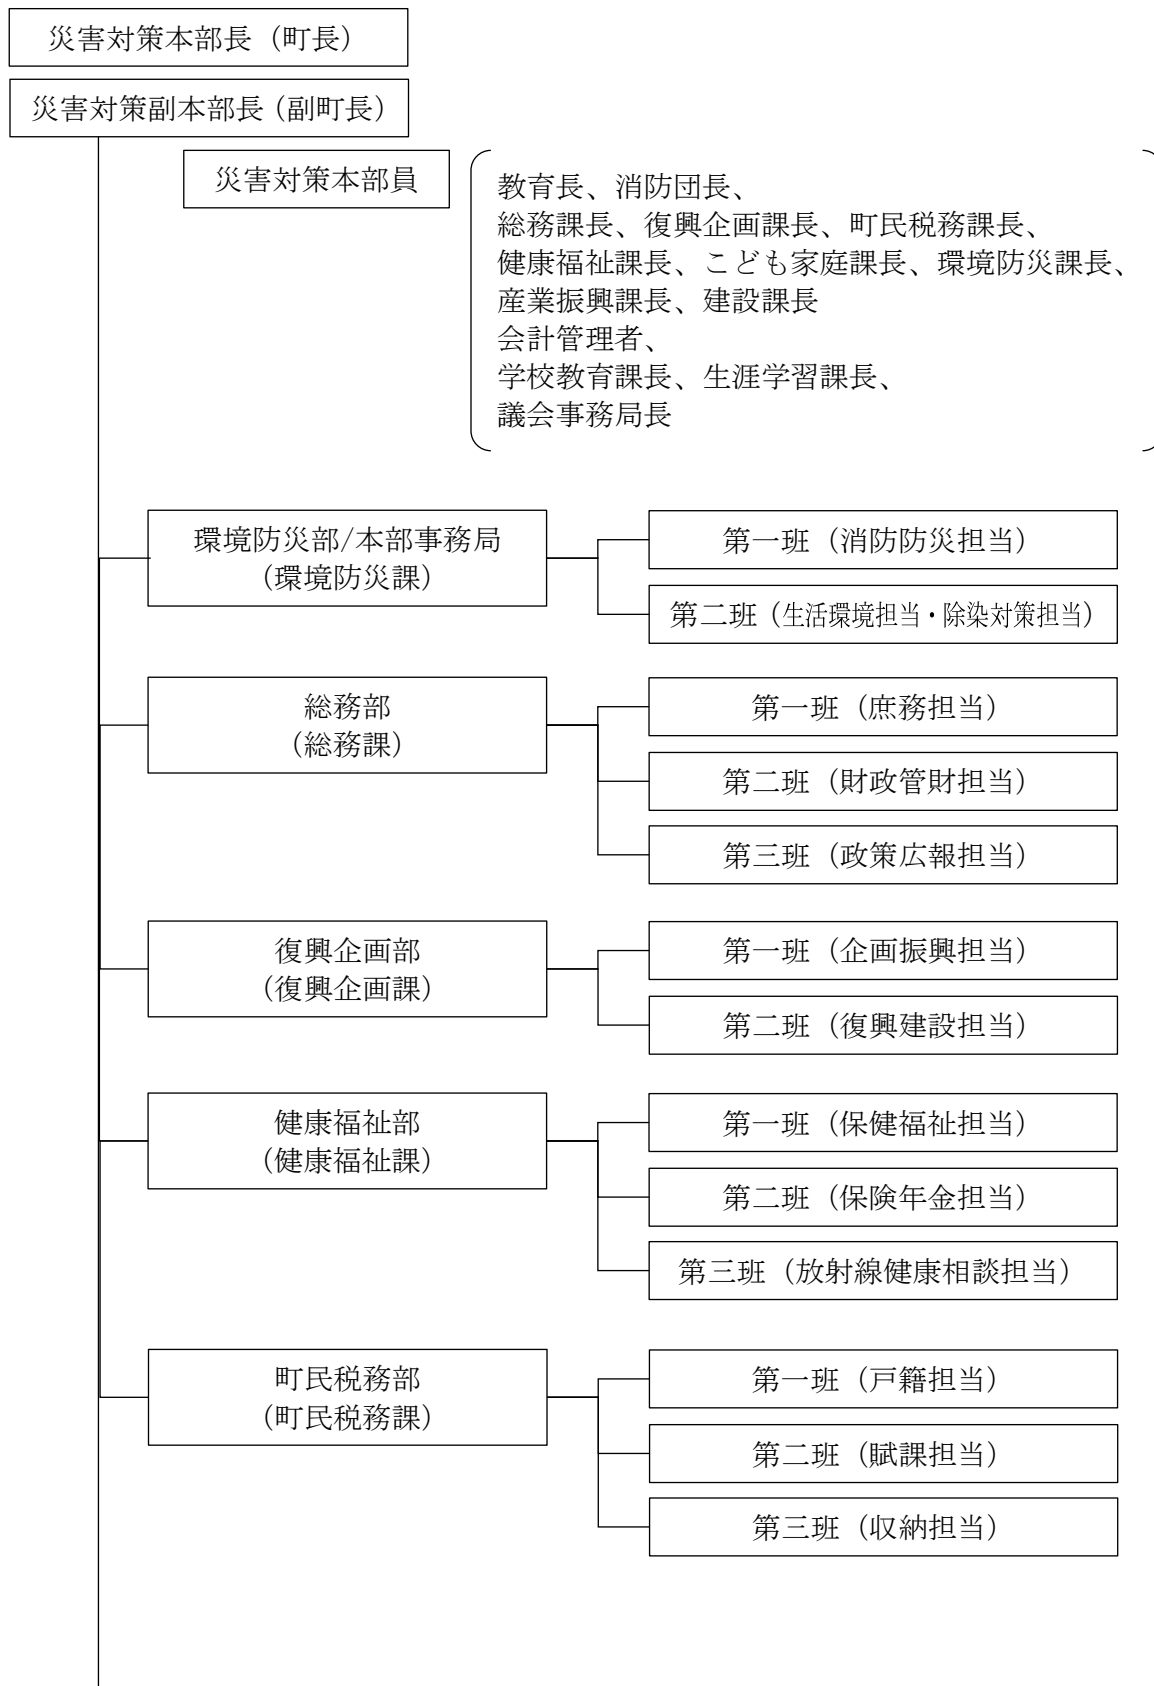 災害対策本部長（町長）
災害対策副本部長（副町長）
災害対策本部員
教育長、消防団長、
総務課長、復興企画課長、町民税務課長、
健康福祉課長、こども家庭課長、環境防災課長、
産業振興課長、建設課長
会計管理者、
学校教育課長、生涯学習課長、
議会事務局長
環境防災部/本部事務局
（環境防災課）
第一班（消防防災担当）
第二班（生活環境担当・除染対策担当）
総務部
（総務課）
第一班（庶務担当）
第二班（財政管財担当）
第三班（政策広報担当）
復興企画部
（復興企画課）
第一班（企画振興担当）
第二班（復興建設担当）
健康福祉部
（健康福祉課）
第一班（保健福祉担当）
第二班（保険年金担当）
第三班（放射線健康相談担当）
町民税務部
（町民税務課）
第一班（戸籍担当）
第二班（賦課担当）
第三班（収納担当）